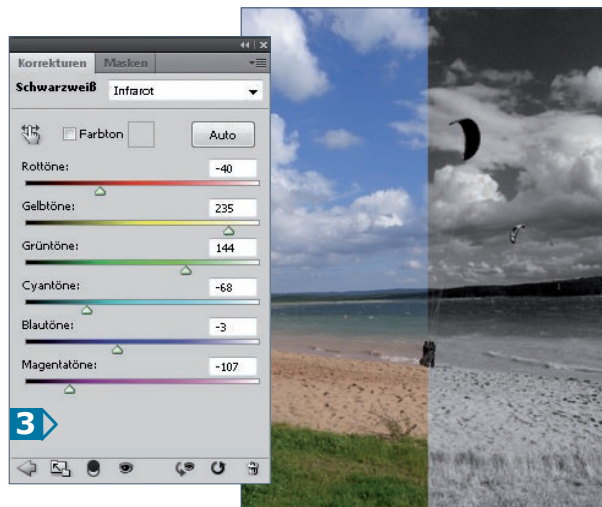 Korrekturen Masken
Schwarzweiß Infrarot
Farbton Auto
Rottöne: -40
Gelbtöne: 235
Grüntöne: 144
Cyantöne: -68
Blautöne: -3
Magentatöne: -107
3